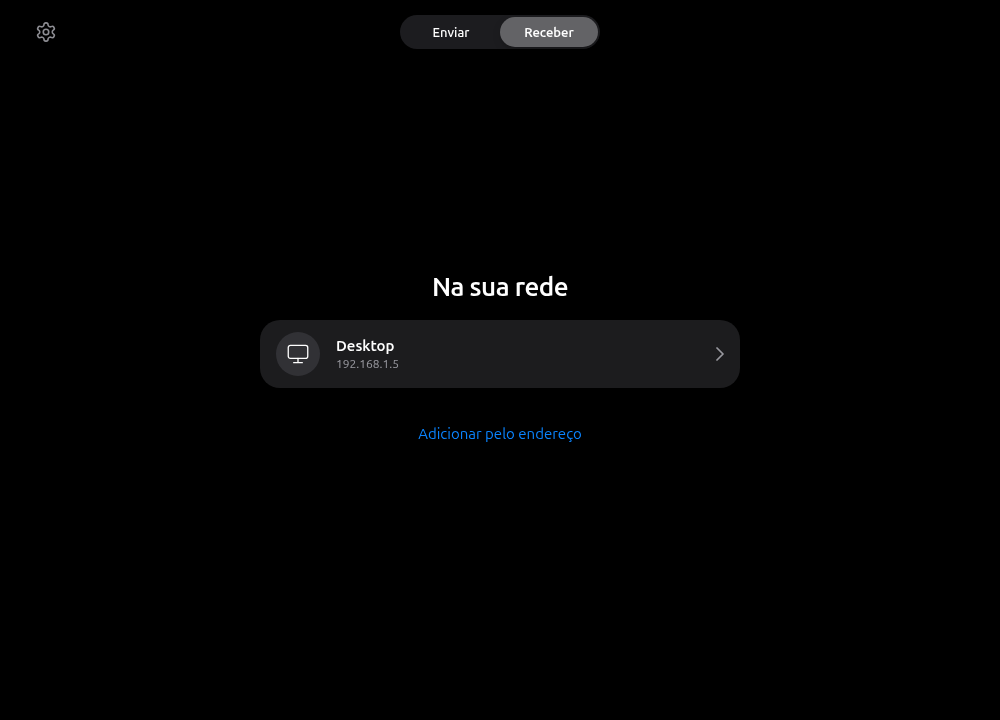 Enviar
Receber
Na sua rede
Desktop
192.168.1.5
Adicionar pelo endereço